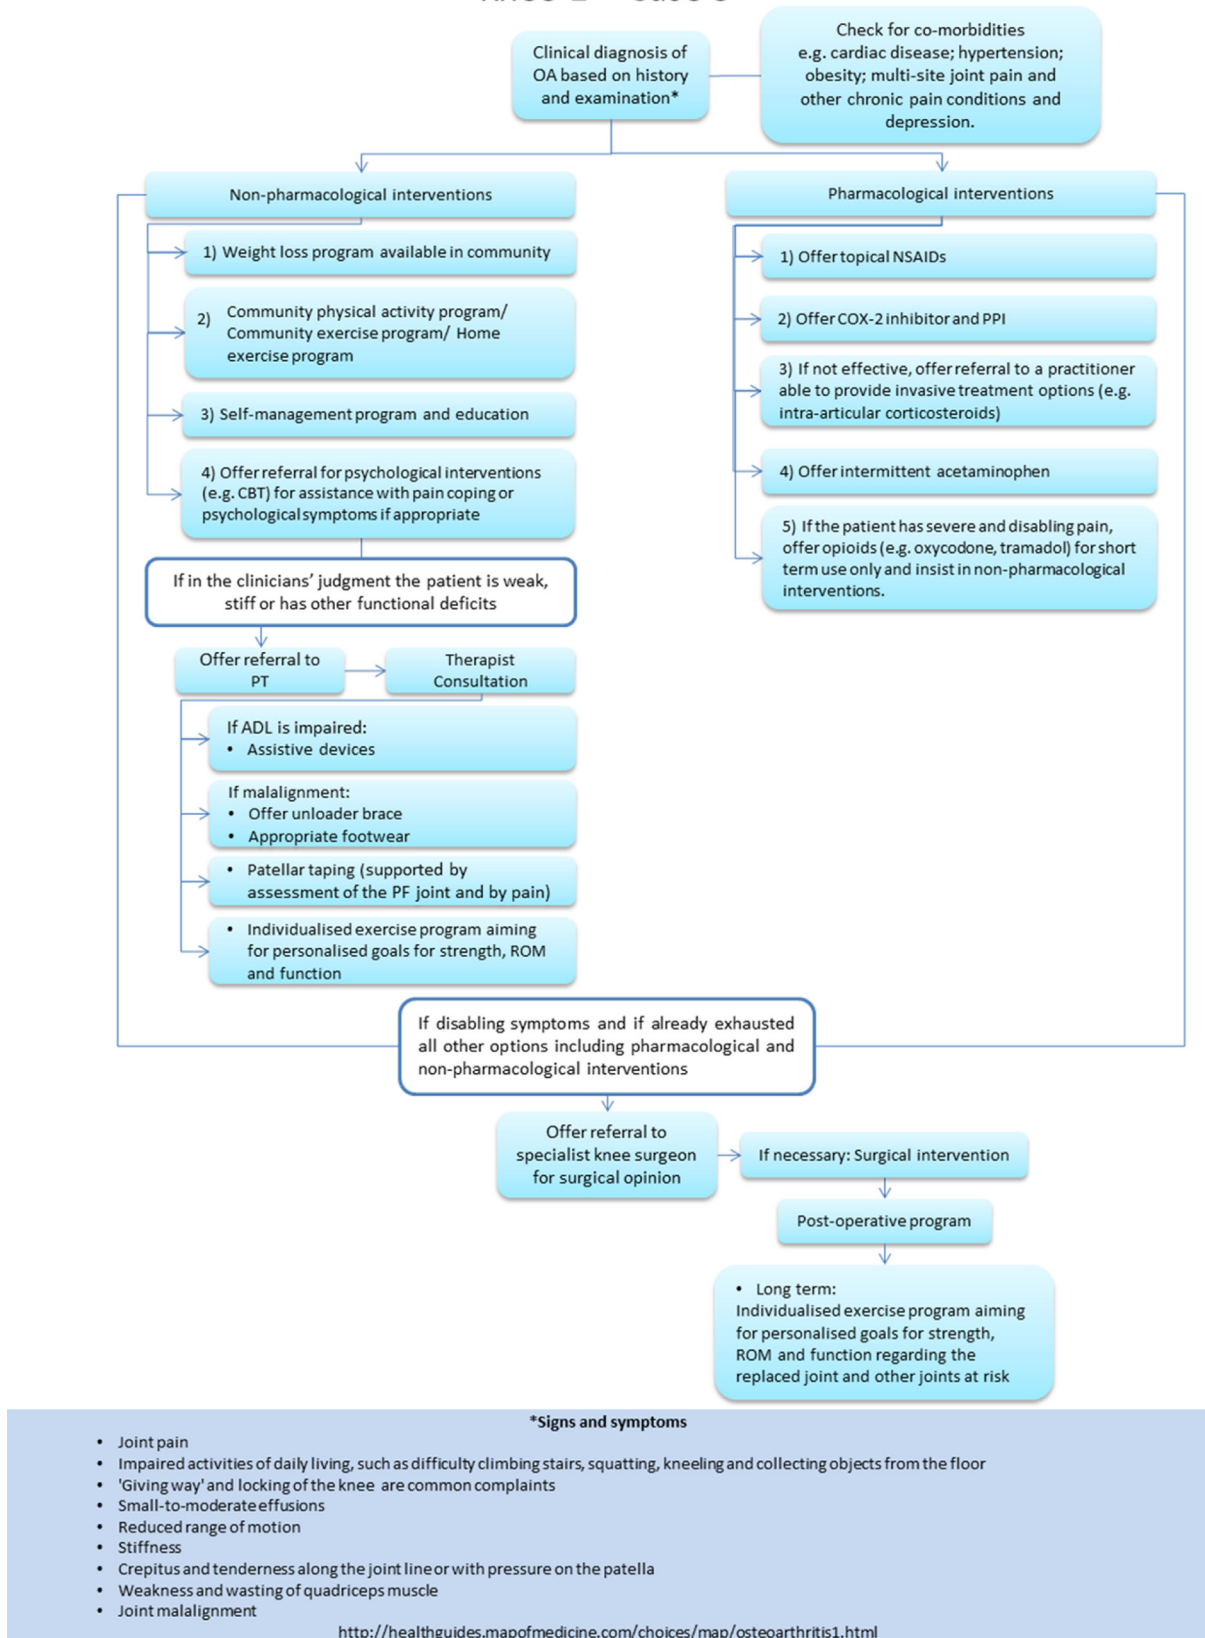 Clinical diagnosis of
OA based on history
and examination*
Check for co-morbidities
e.g. cardiac disease; hypertension;
obesity; multi-site joint pain and
other chronic pain conditions and
depression.
Non-pharmacological interventions
1) Weight loss program available in community
2) Community physical activity program/
Community exercise program/ Home
exercise program
3) Self-management program and education
4) Offer referral for psychological interventions
(e.g. CBT) for assistance with pain coping or
psychological symptoms if appropriate
If in the clinicians' judgment the patient is weak,
stiff or has other functional deficits
Offer referral to
PT
Therapist
Consultation
If ADL is impaired:
• Assistive devices
If malalignment:
• Offer unloader brace
• Appropriate footwear
• Patellar taping (supported by
assessment of the PF joint and by pain)
• Individualised exercise program aiming
for personalised goals for strength, ROM
and function
Pharmacological interventions
1) Offer topical NSAIDs
2) Offer COX-2 inhibitor and PPI
3) If not effective, offer referral to a practitioner
able to provide invasive treatment options (e.g.
intra-articular corticosteroids)
4) Offer intermittent acetaminophen
5) If the patient has severe and disabling pain,
offer opioids (e.g. oxycodone, tramadol) for short
term use only and insist in non-pharmacological
interventions.
If disabling symptoms and if already exhausted
all other options including pharmacological and
non-pharmacological interventions
Offer referral to
specialist knee surgeon
for surgical opinion
If necessary: Surgical intervention
Post-operative program
• Long term:
Individualised exercise program aiming
for personalised goals for strength,
ROM and function regarding the
replaced joint and other joints at risk
*Signs and symptoms
• Joint pain
• Impaired activities of daily living, such as difficulty climbing stairs, squatting, kneeling and collecting objects from the floor
• 'Giving way' and locking of the knee are common complaints
• Small-to-moderate effusions
• Reduced range of motion
• Stiffness
• Crepitus and tenderness along the joint line or with pressure on the patella
• Weakness and wasting of quadriceps muscle
• Joint malalignment
http://healthguides.mapofmedicine.com/choices/map/osteoarthritis1.html